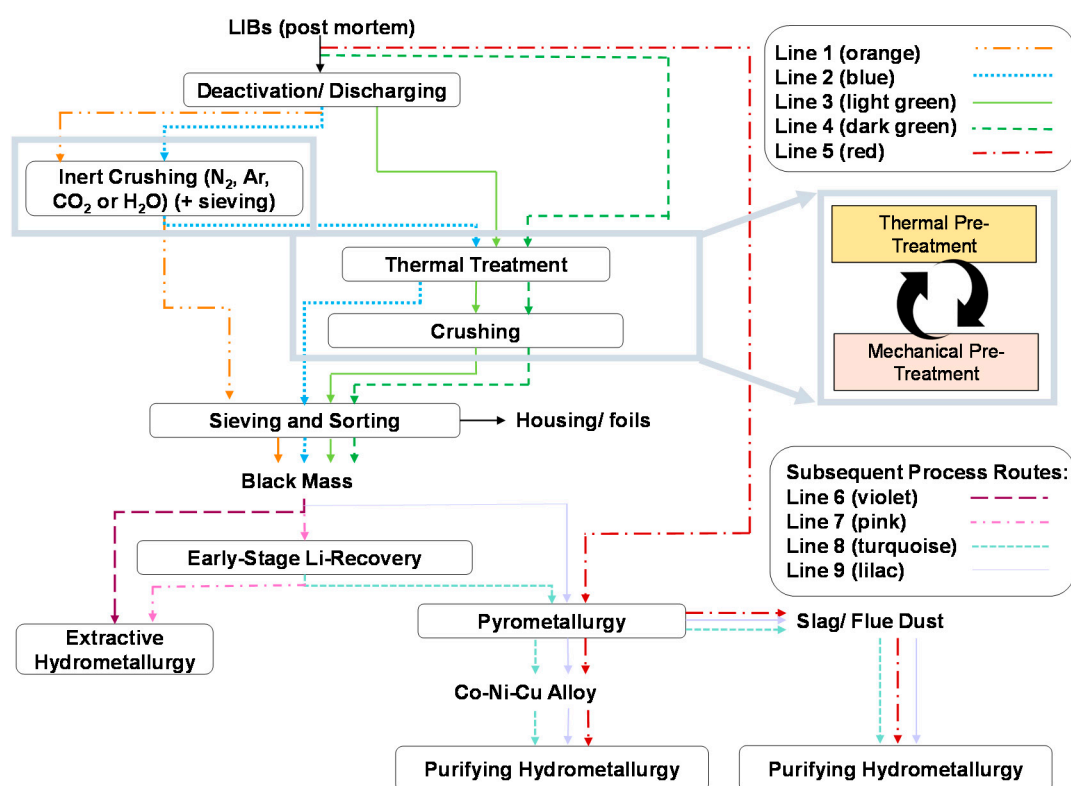 LIBs (post mortem)
Deactivation/ Discharging
Line 1 (orange)
Line 2 (blue)
Line 3 (light green)
Line 4 (dark green)
Line 5 (red)
Inert Crushing (N₂, Ar,
CO₂ or H₂O) (+ sieving)
Thermal Treatment
Crushing
Thermal Pre-
Treatment
Mechanical Pre-
Treatment
Sieving and Sorting
Housing/ foils
Black Mass
Subsequent Process Routes:
Line 6 (violet)
Line 7 (pink)
Line 8 (turquoise)
Line 9 (lilac)
Early-Stage Li-Recovery
Extractive
Hydrometallurgy
Pyrometallurgy
Slag/ Flue Dust
Co-Ni-Cu Alloy
Purifying Hydrometallurgy
Purifying Hydrometallurgy